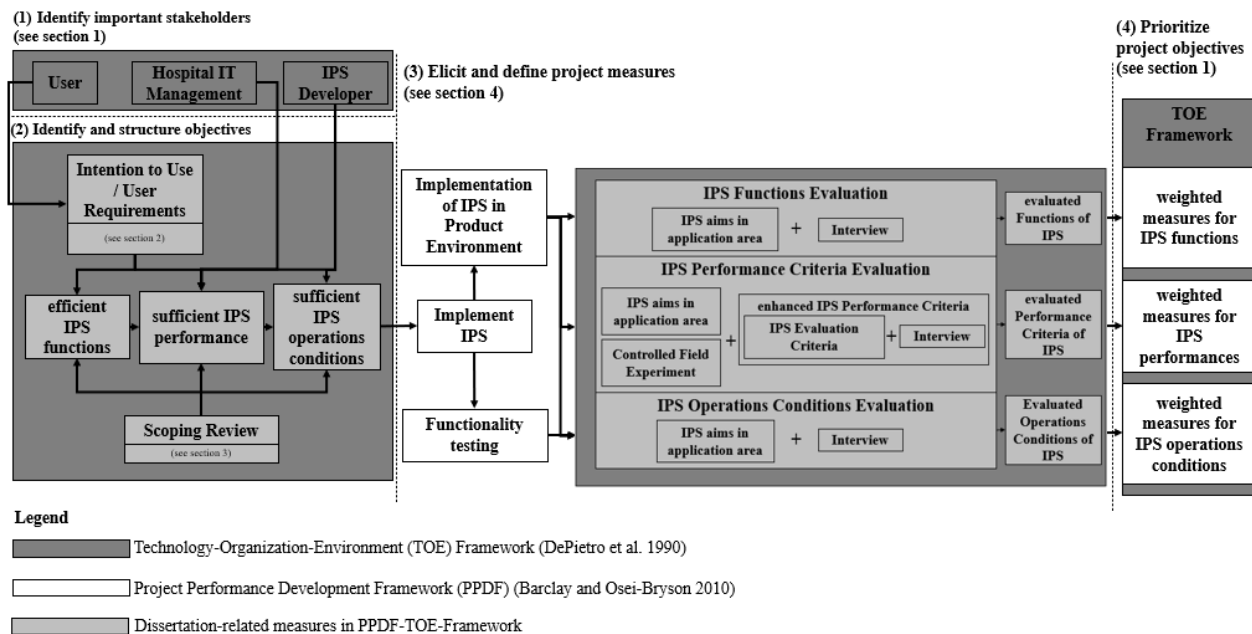 (1) Identify important stakeholders
(see section 1)
User
Hospital IT
Management
IPS
Developer
(2) Identify and structure objectives
Intention to Use
/ User
Requirements
(see section 2)
efficient
IPS
functions
sufficient IPS
performance
sufficient
IPS
operations
conditions
Scoping Review
(see section 3)
(3) Elicit and define project measures
(see section 4)
Implementation
of IPS in
Product
Environment
Implement
IPS
Functionality
testing
IPS Functions Evaluation
IPS aims in
application area
+
Interview
evaluated
Functions of
IPS
IPS Performance Criteria Evaluation
IPS aims in
application area
Controlled Field
Experiment
+
enhanced IPS Performance Criteria
IPS Evaluation
Criteria
+
Interview
evaluated
Performance
Criteria of
IPS
IPS Operations Conditions Evaluation
IPS aims in
application area
+
Interview
Evaluated
Operations
Conditions of
IPS
(4) Prioritize
project objectives
(see section 1)
TOE
Framework
weighted
measures for
IPS functions
weighted
measures for
IPS
performances
weighted
measures for
IPS operations
conditions
Legend
Technology-Organization-Environment (TOE) Framework (DePietro et al. 1990)
Project Performance Development Framework (PPDF) (Barclay and Osei-Bryson 2010)
Dissertation-related measures in PPDF-TOE-Framework